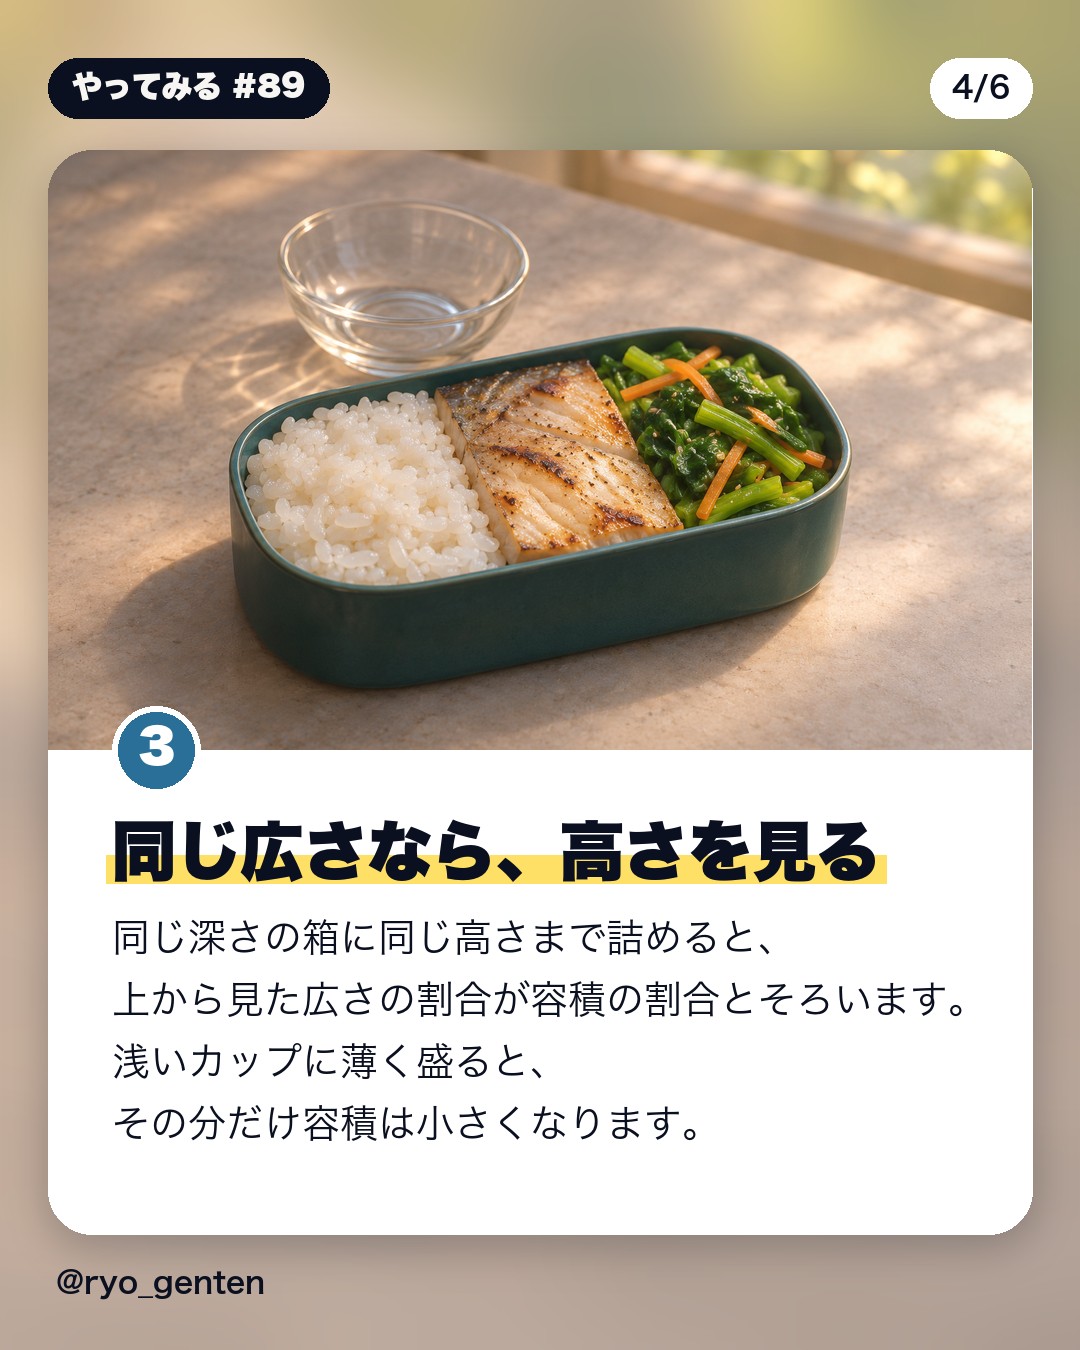 やってみる #89
4/6
3
同じ広さなら、高さを見る
同じ深さの箱に同じ高さまで詰めると、
上から見た広さの割合が容積の割合とそろいます。
浅いカップに薄く盛ると、
その分だけ容積は小さくなります。
@ryo_genten